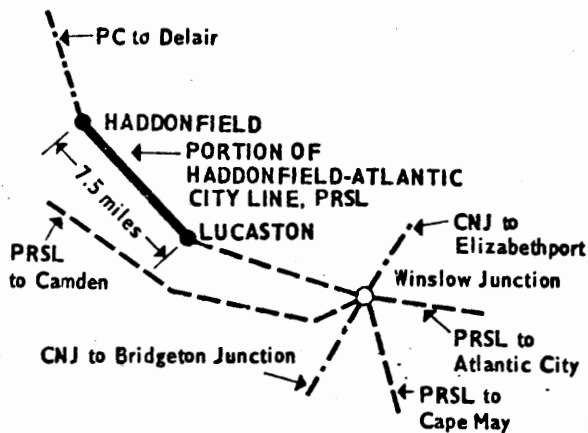 PC to Delair
HADDONFIELD
PORTION OF
HADDONFIELD-ATLANTIC
CITY LINE, PRSL
7.5 miles
LUCASTON
PRSL
to Camden
CNJ to
Elizabethport
Winslow Junction
PRSL to
Atlantic City
CNJ to Bridgeton Junction
PRSL to
Cape May